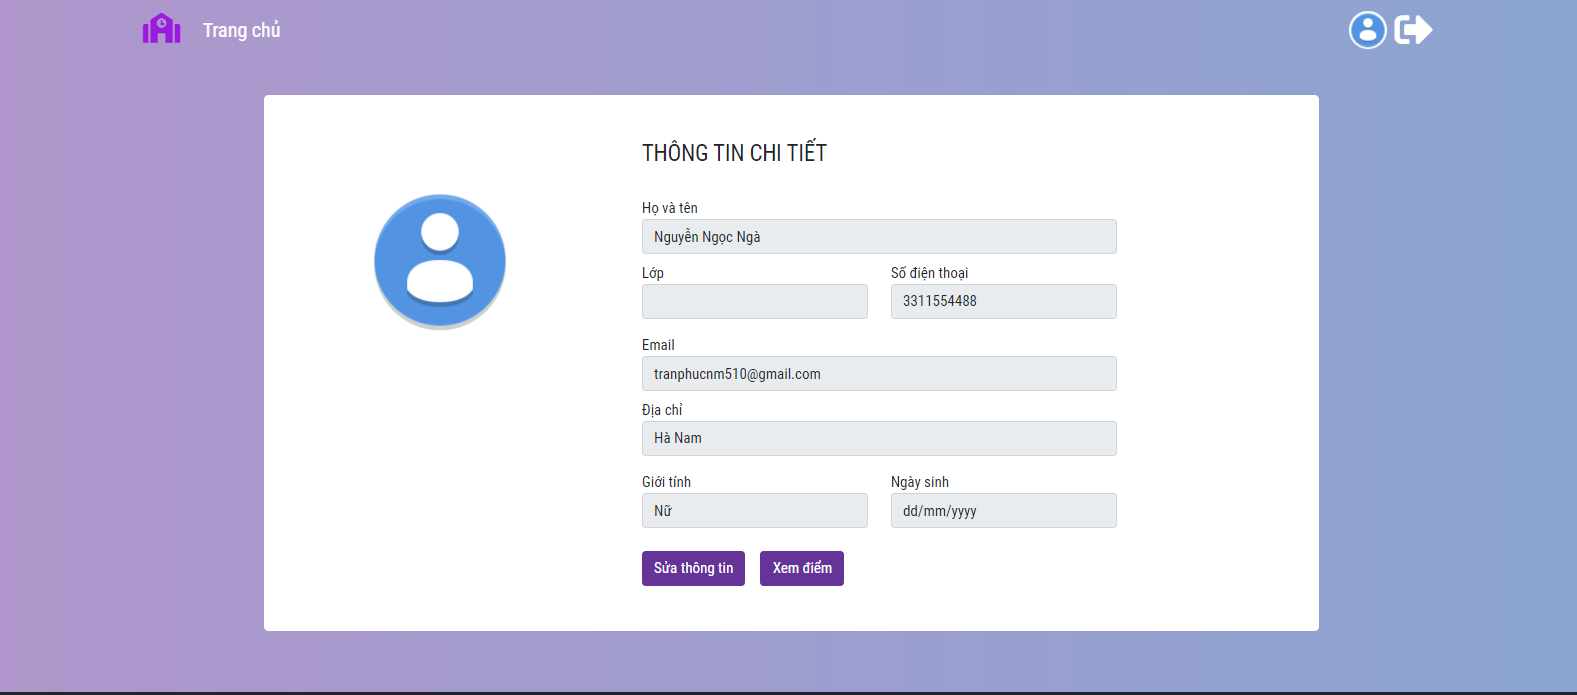 Trang chủ
THÔNG TIN CHI TIẾT
Họ và tên
Nguyễn Ngọc Ngà
Lớp
Số điện thoại
3311554488
Email
tranphucnm510@gmail.com
Địa chỉ
Hà Nam
Giới tính
Ngày sinh
Nữ
dd/mm/yyyy
Sửa thông tin
Xem điểm